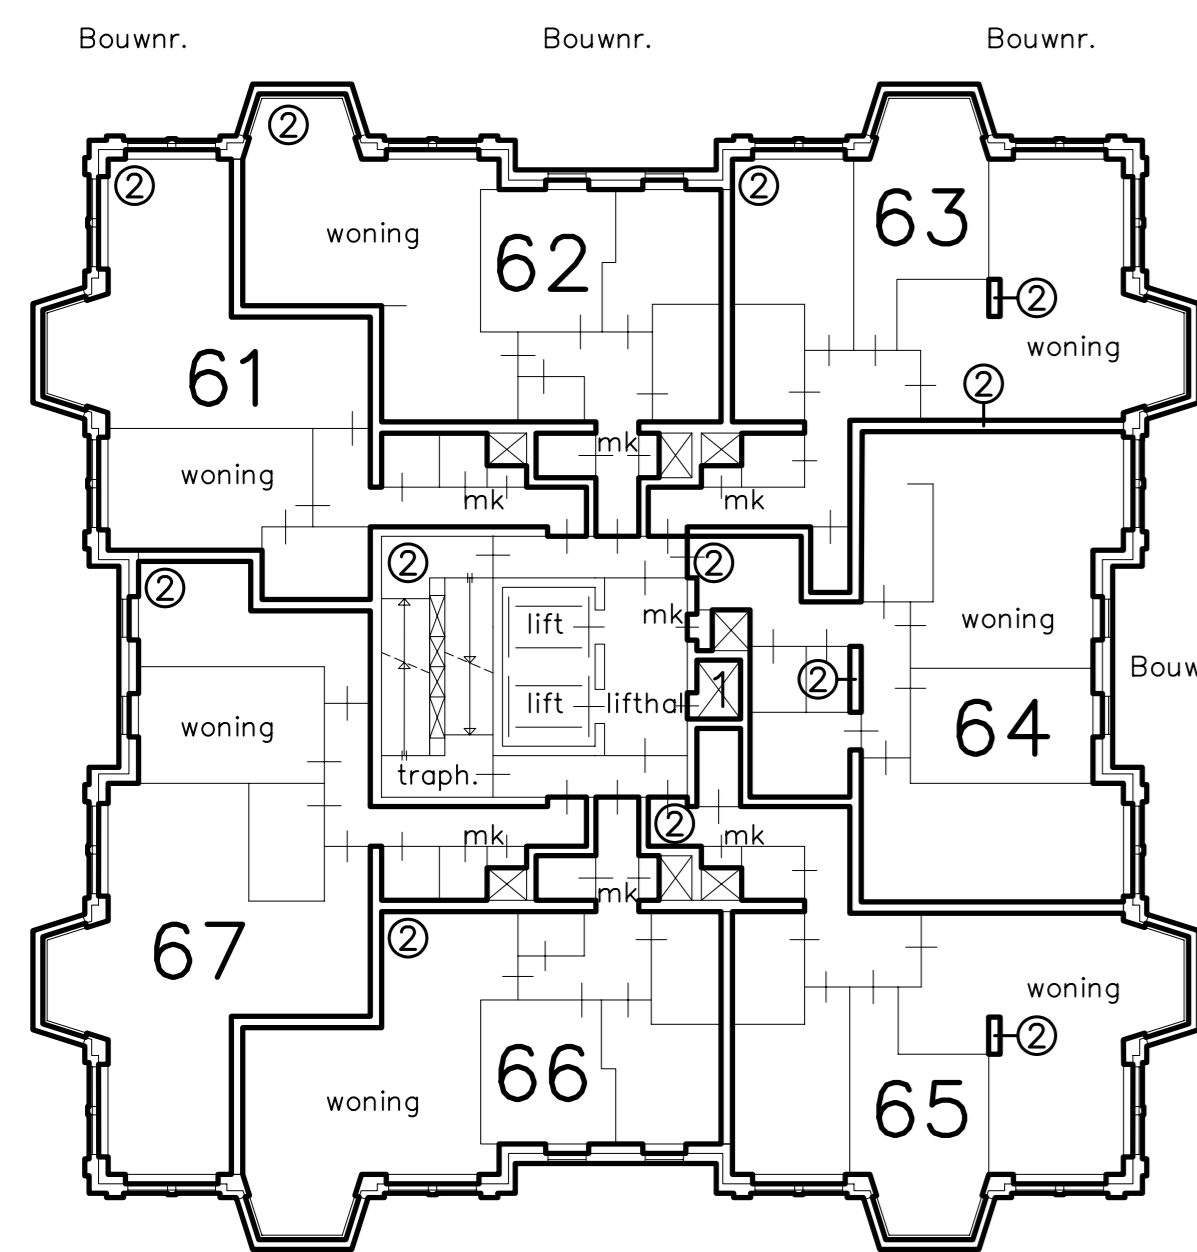 Bouwnr. Bouwnr. Bouwnr.
2
2 2
woning 62 63
2
61 woning
2
mk
woning
mk mk
2 2
2
lift mk woning
Bouw
2
lift lifthal 1
woning 64
traph.
mk 2 mk
mk
2
67
woning
2
66
woning 65